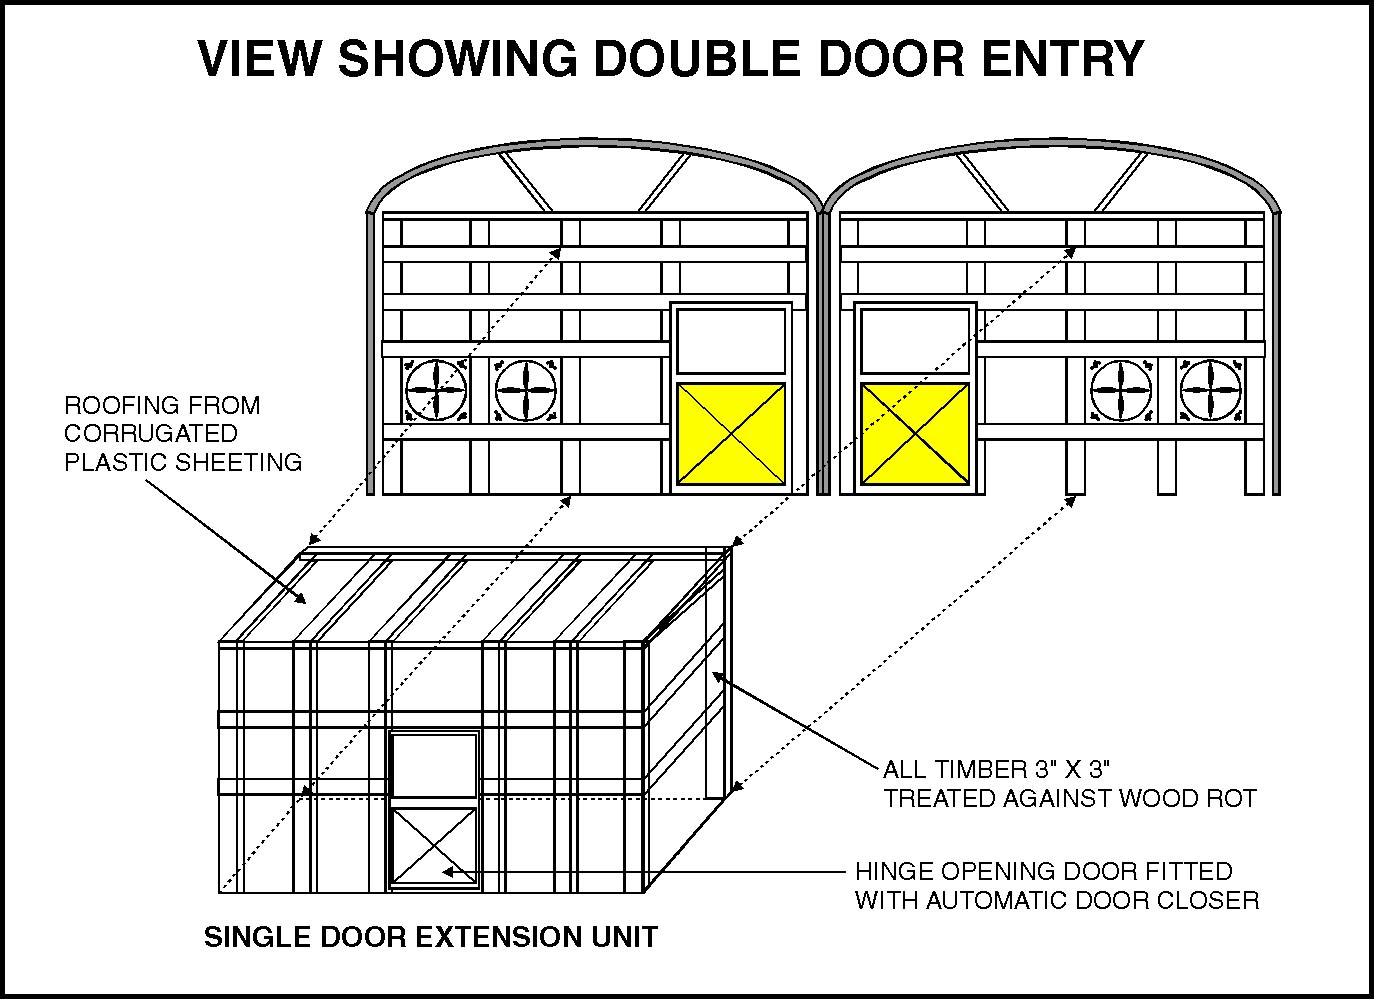 VIEW SHOWING DOUBLE DOOR ENTRY
ROOFING FROM
CORRUGATED
PLASTIC SHEETING
ALL TIMBER 3" X 3"
TREATED AGAINST WOOD ROT
HINGE OPENING DOOR FITTED
WITH AUTOMATIC DOOR CLOSER
SINGLE DOOR EXTENSION UNIT